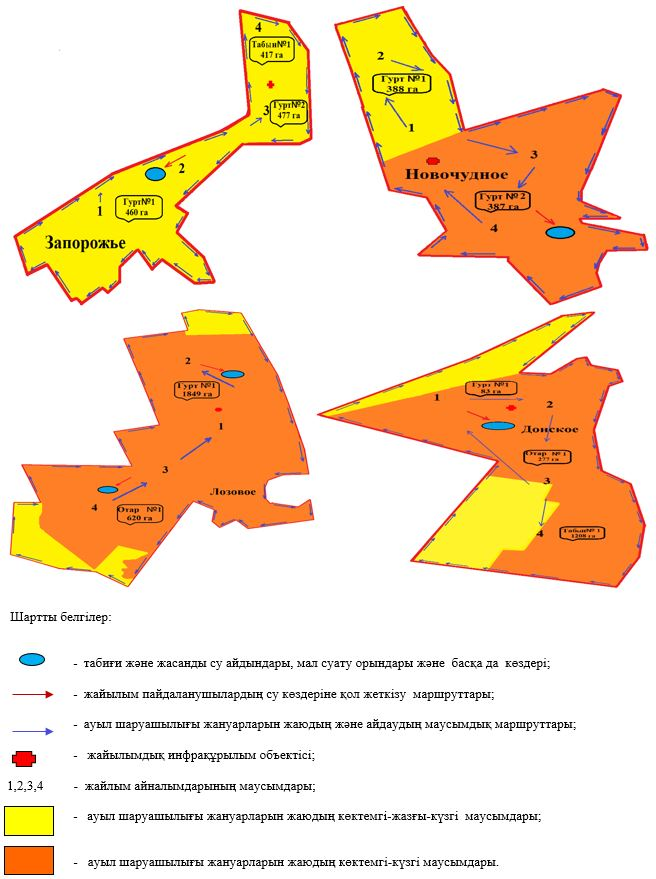 4
Табын№1
417 га
3
Гурт№2
477 га
2
1
Гурт№1
460 га
Запорожье
2
Гурт №1
388 га
1
3
Новочудное
Гурт № 2
387 га
4
2
Гурт №1
1849 га
1
3
4
Отар №1
620 га
Лозовое
1
Гурт №1
83 га
2
Донское
Отар № 1
277 га
3
4
Табын№ 1
1208 га
Шартты белгілер:
- табиғи және жасанды су айдындары, мал суату орындары және басқа да көздері;
- жайылым пайдаланушылардың су көздеріне қол жеткізу маршруттары;
- ауыл шаруашылығы жануарларын жаюдың және айдаудың маусымдық маршруттары;
- жайылымдық инфрақұрылым объектісі;
1,2,3,4 - жайлым айналымдарының маусымдары;
- ауыл шаруашылығы жануарларын жаюдың көктемгі-жазғы-күзгі маусымдары;
- ауыл шаруашылығы жануарларын жаюдың көктемгі-күзгі маусымдары.